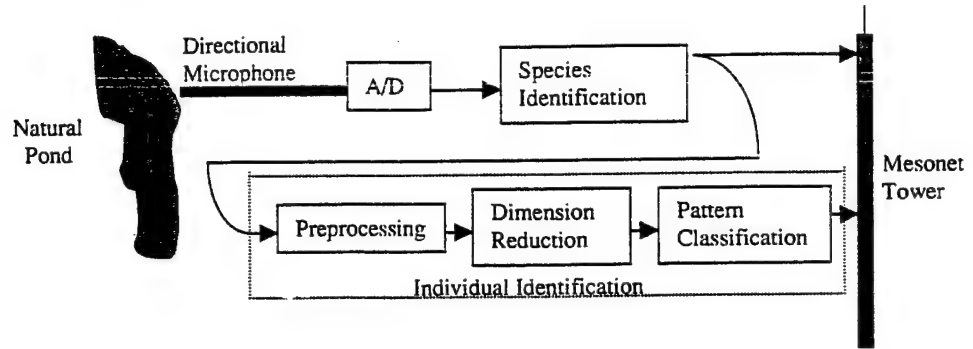 Directional
Microphone
A/D
Species
Identification
Natural
Pond
Mesonet
Tower
Preprocessing
Dimension
Reduction
Pattern
Classification
Individual Identification